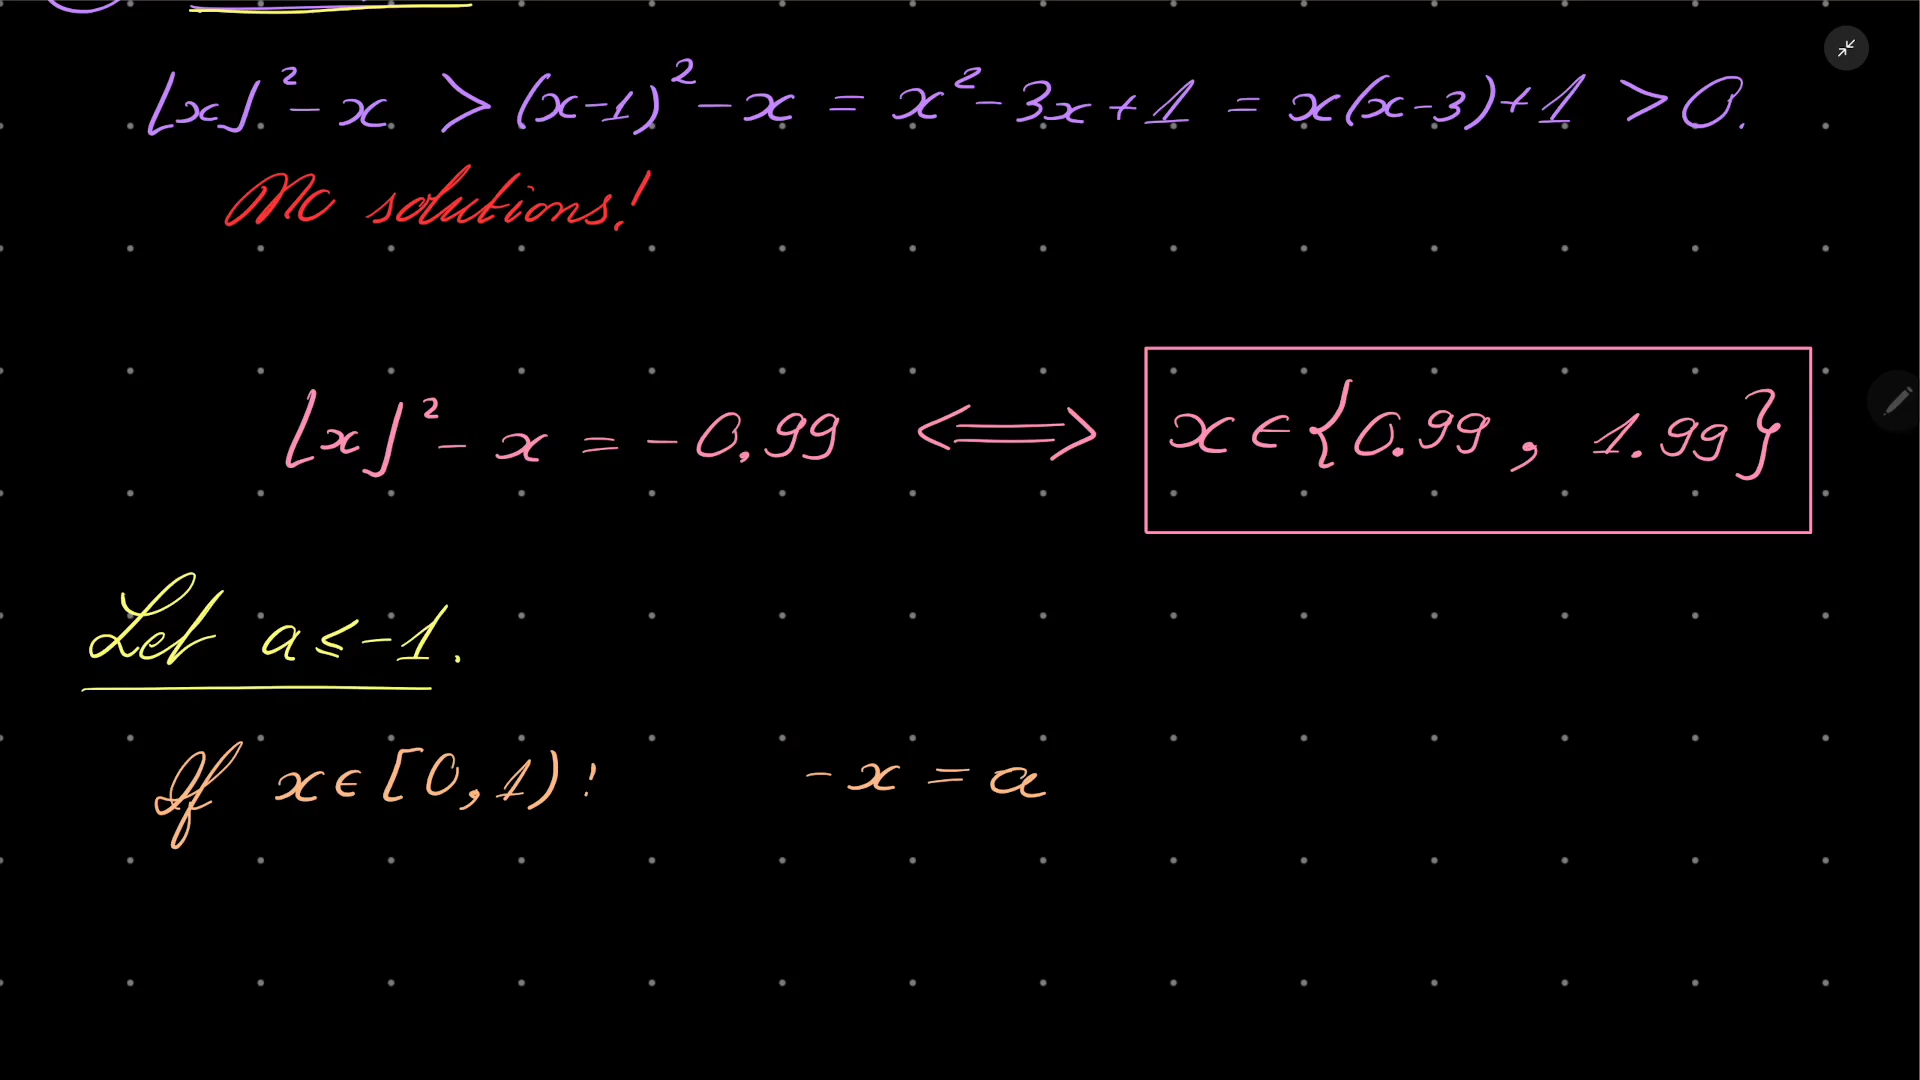 ⌊x⌋² - x > (x-1)² - x = x² - 3x + 1 = x(x-3) + 1 > 0.
No solutions!
⌊x⌋² - x = -0.99 ⟺ x ∈ {0.99, 1.99}
Let a ≤ -1.
If x ∈ [0,1): -x = a